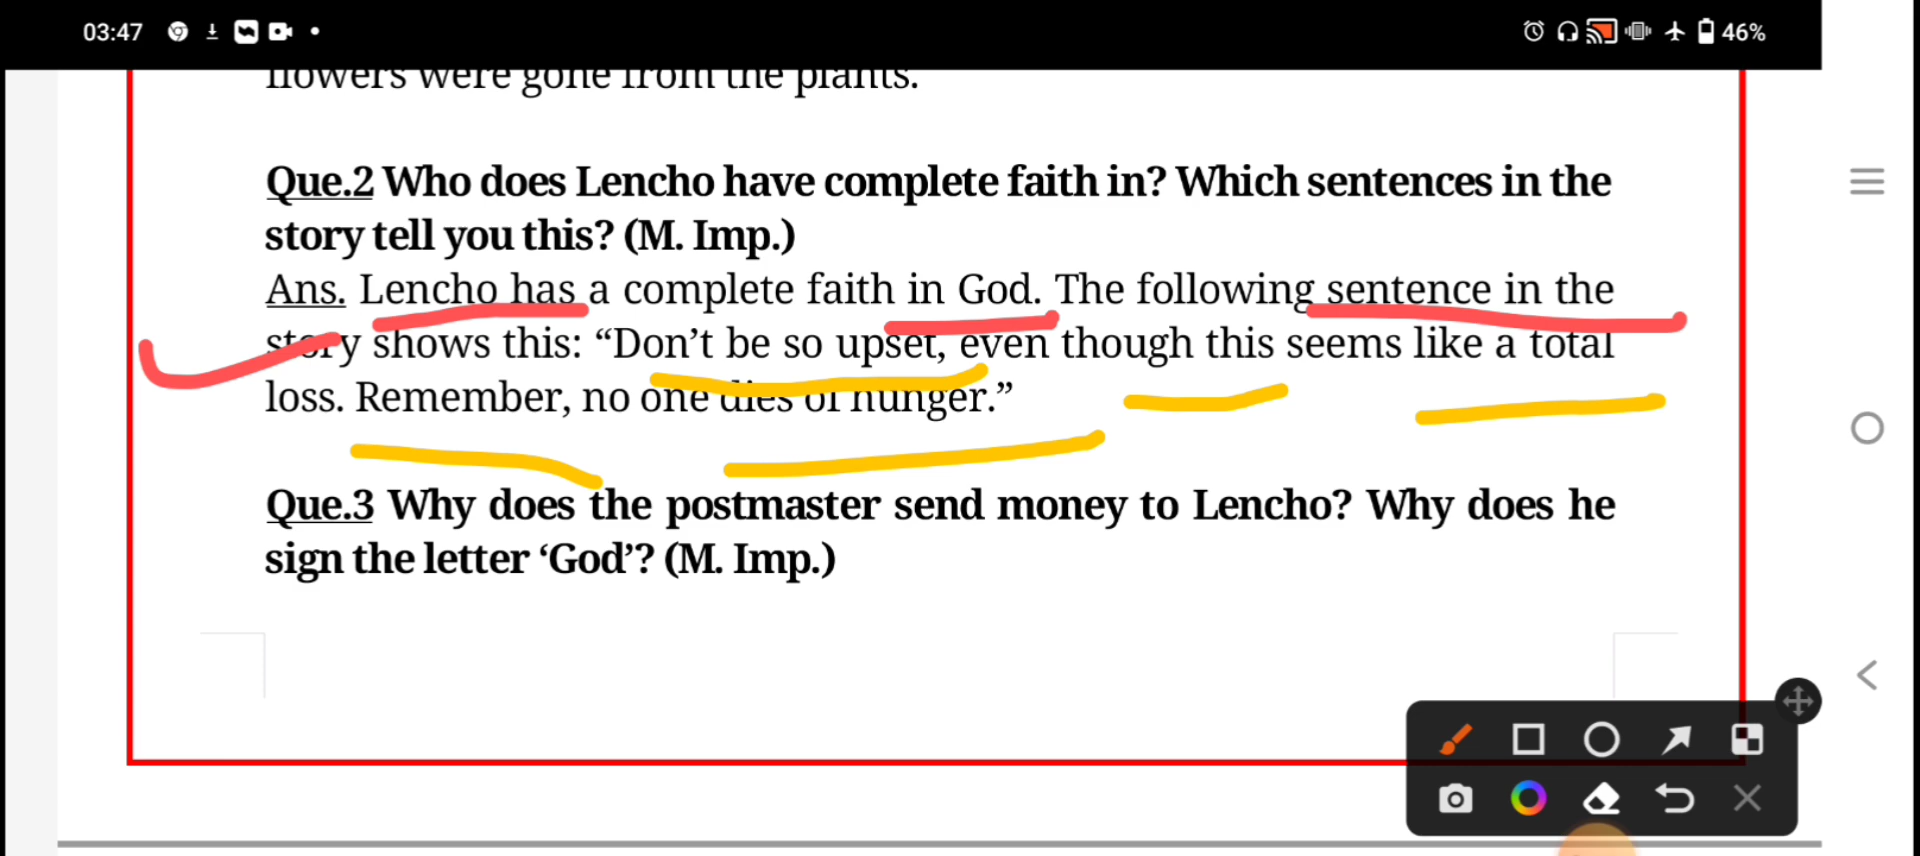 03:47
46%
flowers were gone from the plants.
Que.2 Who does Lencho have complete faith in? Which sentences in the
story tell you this? (M. Imp.)
Ans. Lencho has a complete faith in God. The following sentence in the
story shows this: “Don’t be so upset, even though this seems like a total
loss. Remember, no one dies of hunger.”
Que.3 Why does the postmaster send money to Lencho? Why does he
sign the letter ‘God’? (M. Imp.)